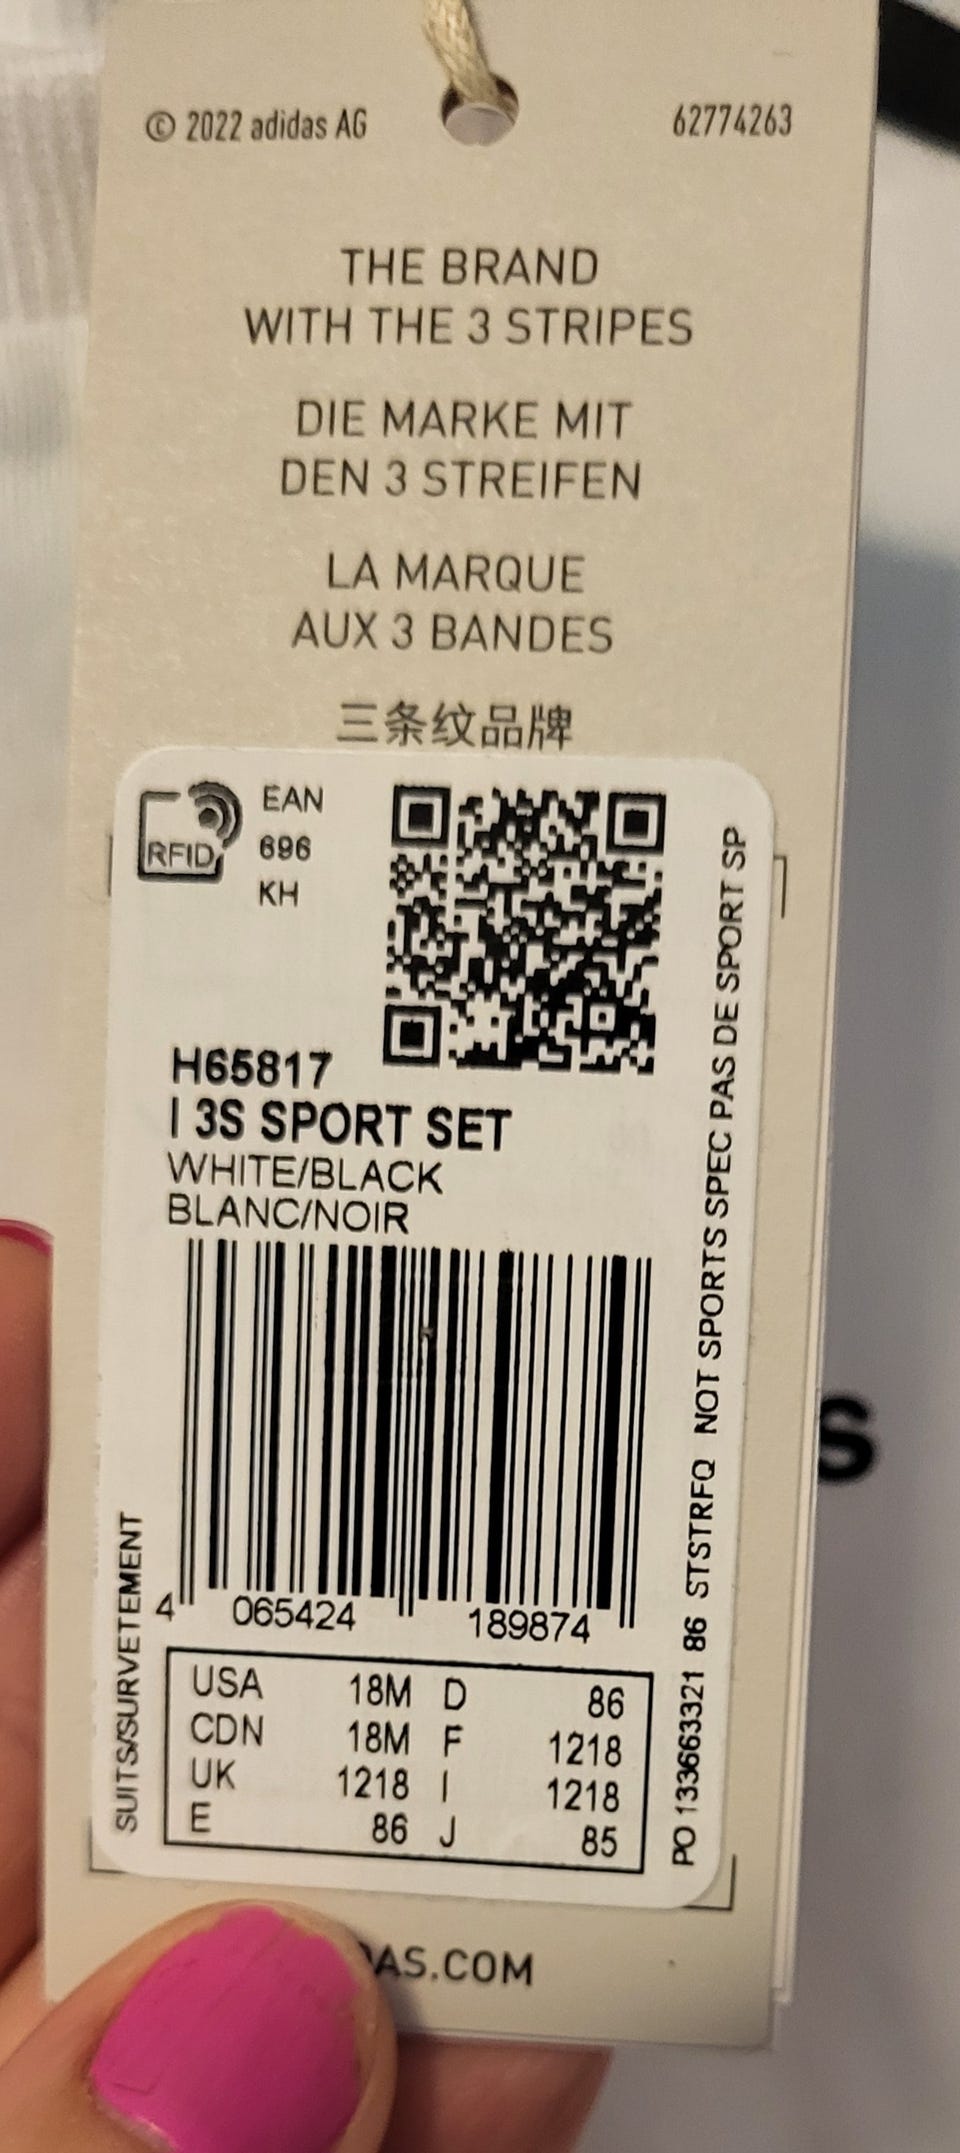 © 2022 adidas AG
62774263
THE BRAND
WITH THE 3 STRIPES
DIE MARKE MIT
DEN 3 STREIFEN
LA MARQUE
AUX 3 BANDES
三条纹品牌
RFID
EAN
696
KH
H65817
I 3S SPORT SET
WHITE/BLACK
BLANC/NOIR
4 065424 189874
USA 18M D 86
CDN 18M F 1218
UK 1218 I 1218
E 86 J 85
SUITS/SURVETEMENT
PO 133663321 86 STSTRFQ NOT SPORTS SPEC PAS DE SPORT SP
DAS.COM
S